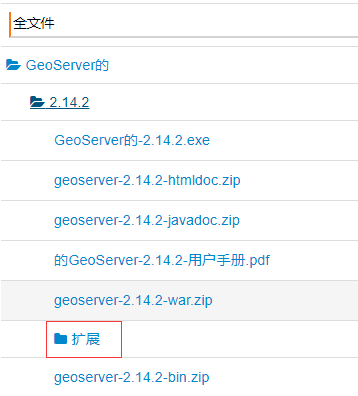 全文件
GeoServer的
2.14.2
GeoServer的-2.14.2.exe
geoserver-2.14.2-htmldoc.zip
geoserver-2.14.2-javadoc.zip
的GeoServer-2.14.2-用户手册.pdf
geoserver-2.14.2-war.zip
扩展
geoserver-2.14.2-bin.zip